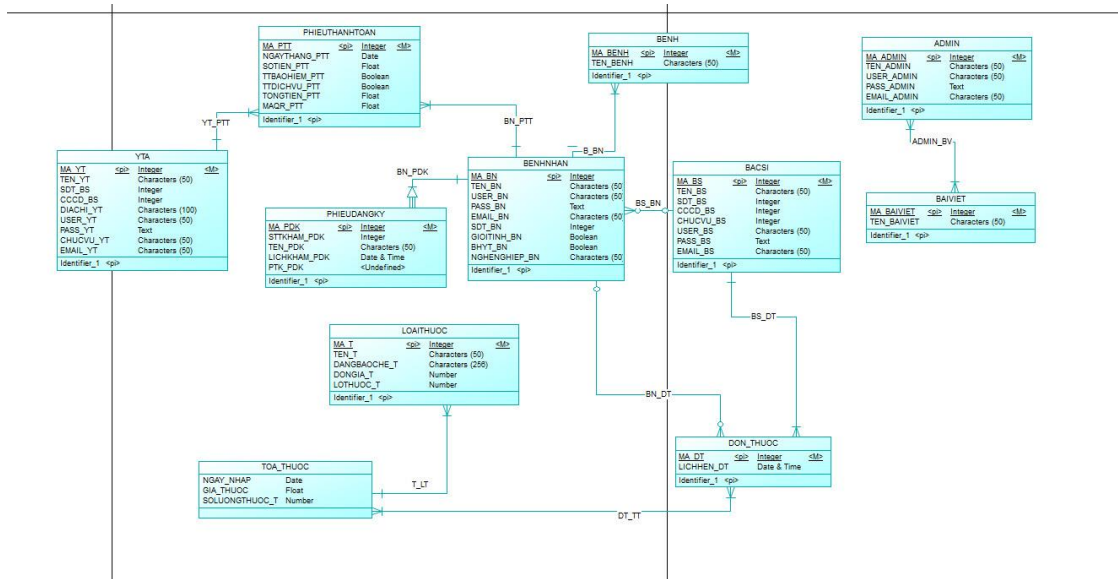 PHIEUTHANHTOAN
MA_PTT <pi> Integer <M>
NGAYTHANG_PTT Date
SOTIEN_PTT Float
TTBAOHIEM_PTT Boolean
TTDICHVU_PTT Boolean
TONGTIEN_PTT Float
MAQR_PTT Float
Identifier_1 <pi>
BENH
MA_BENH <pi> Integer <M>
TEN_BENH Characters (50)
Identifier_1 <pi>
ADMIN
MA_ADMIN <pi> Integer <M>
TEN_ADMIN Characters (50)
USER_ADMIN Characters (50)
PASS_ADMIN Text
EMAIL_ADMIN Characters (50)
Identifier_1 <pi>
YT_PTT
BN_PTT
B_BN
ADMIN_BV
YTA
MA_YT <pi> Integer <M>
TEN_YT Characters (50)
SDT_BS Integer
CCCD_BS Integer
DIACHI_YT Characters (100)
USER_YT Characters (50)
PASS_YT Text
CHUCVU_YT Characters (50)
EMAIL_YT Characters (50)
Identifier_1 <pi>
BN_PDK
BENHNHAN
MA_BN <pi> Integer
TEN_BN Characters (50
USER_BN Characters (50)
PASS_BN Text
EMAIL_BN Characters (50
SDT_BN Integer
GIOITINH_BN Boolean
BHYT_BN Boolean
NGHENGHIEP_BN Characters (50
Identifier_1 <pi>
BS_BN
BACSI
MA_BS <pi> Integer <M>
TEN_BS Characters (50)
SDT_BS Integer
CCCD_BS Integer
CHUCVU_BS Integer
USER_BS Characters (50)
PASS_BS Text
EMAIL_BS Characters (50)
Identifier_1 <pi>
BAIVIET
MA_BAIVIET <pi> Integer <M>
TEN_BAIVIET Characters (50)
Identifier_1 <pi>
PHIEUDANGKY
MA_PDK <pi> Integer <M>
STTKHAM_PDK Integer
TEN_PDK Characters (50)
LICHKHAM_PDK Date & Time
PTK_PDK <Undefined>
Identifier_1 <pi>
BS_DT
LOAITHUOC
MA_T <pi> Integer <M>
TEN_T Characters (50)
DANGBAOCHE_T Characters (256)
DONGIA_T Number
LOTHUOC_T Number
Identifier_1 <pi>
BN_DT
DON_THUOC
MA_DT <pi> Integer <M>
LICHHEN_DT Date & Time
Identifier_1 <pi>
TOA_THUOC
NGAY_NHAP Date
GIA_THUOC Float
SOLUONGTHUOC_T Number
T_LT
DT_TT